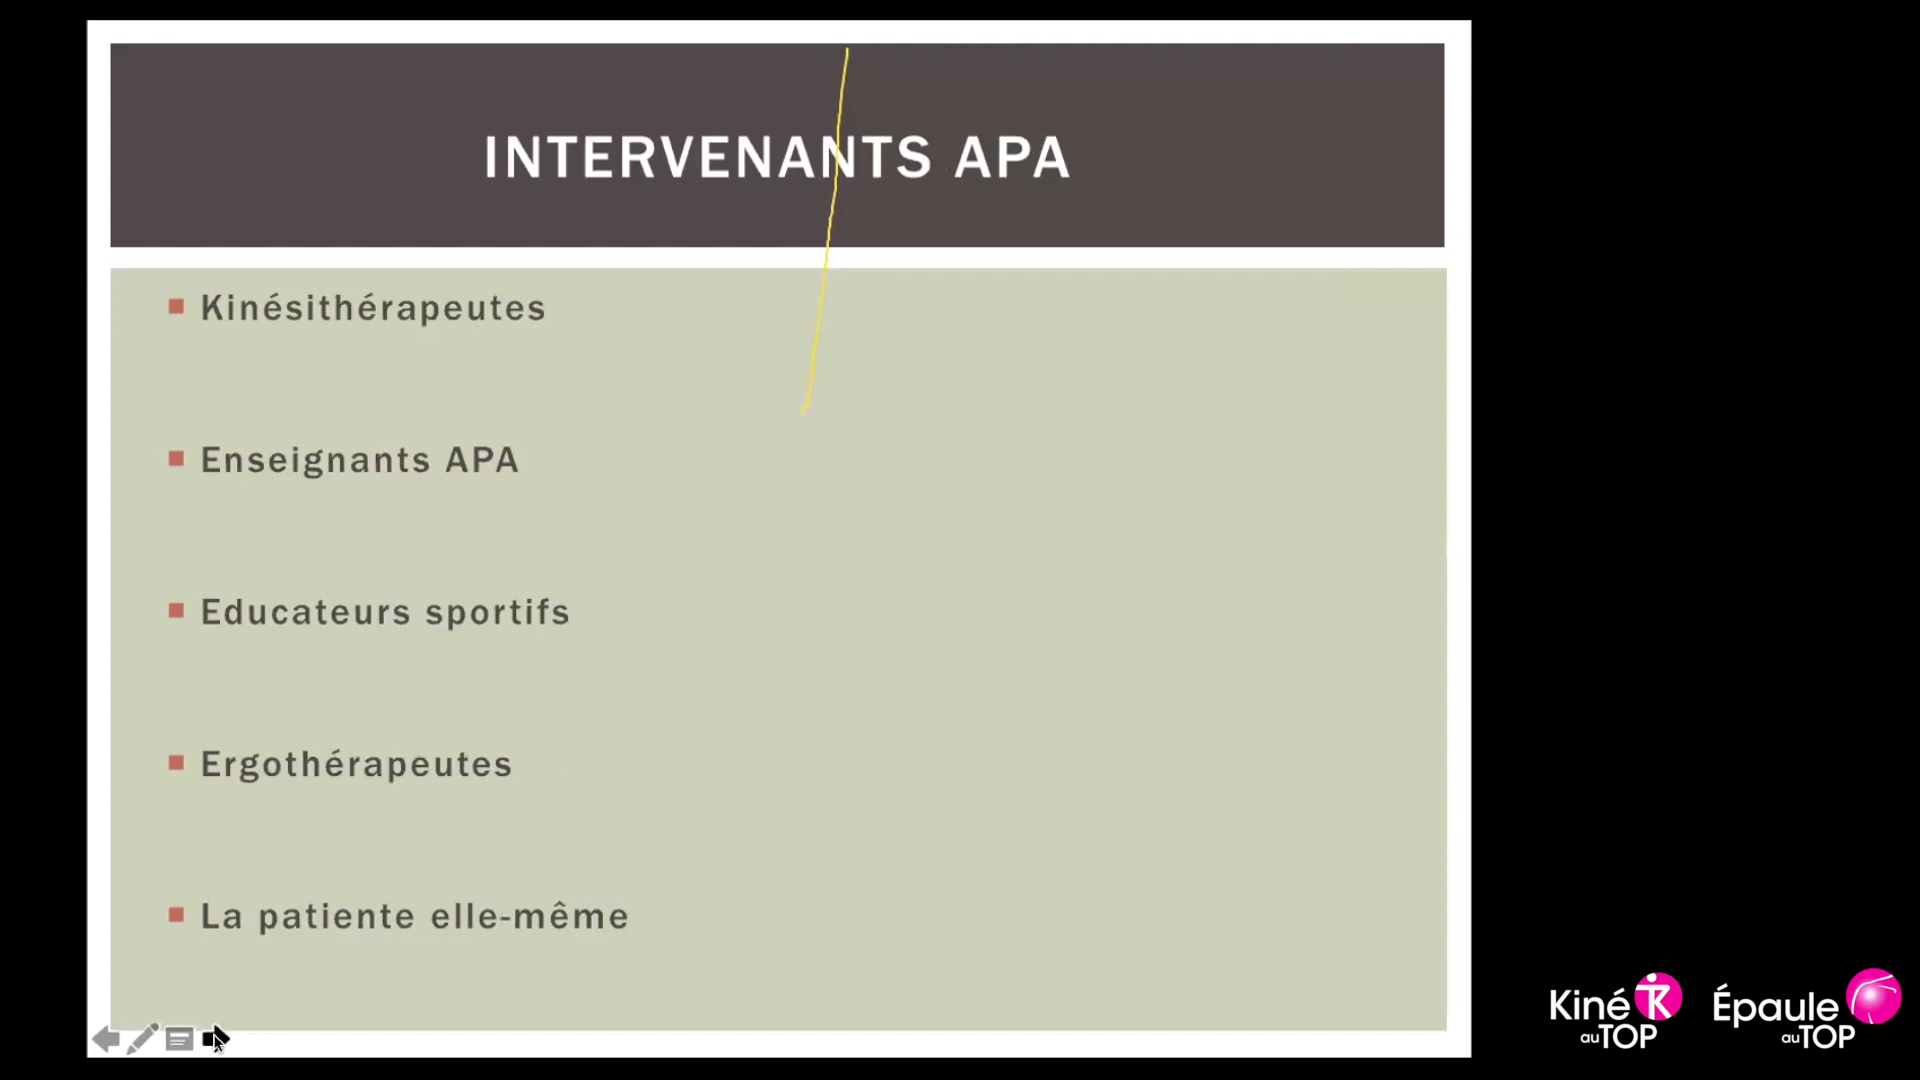 INTERVENANTS APA
Kinésithérapeutes
Enseignants APA
Educateurs sportifs
Ergothérapeutes
La patiente elle-même
Kiné
au TOP
Épaule
au TOP